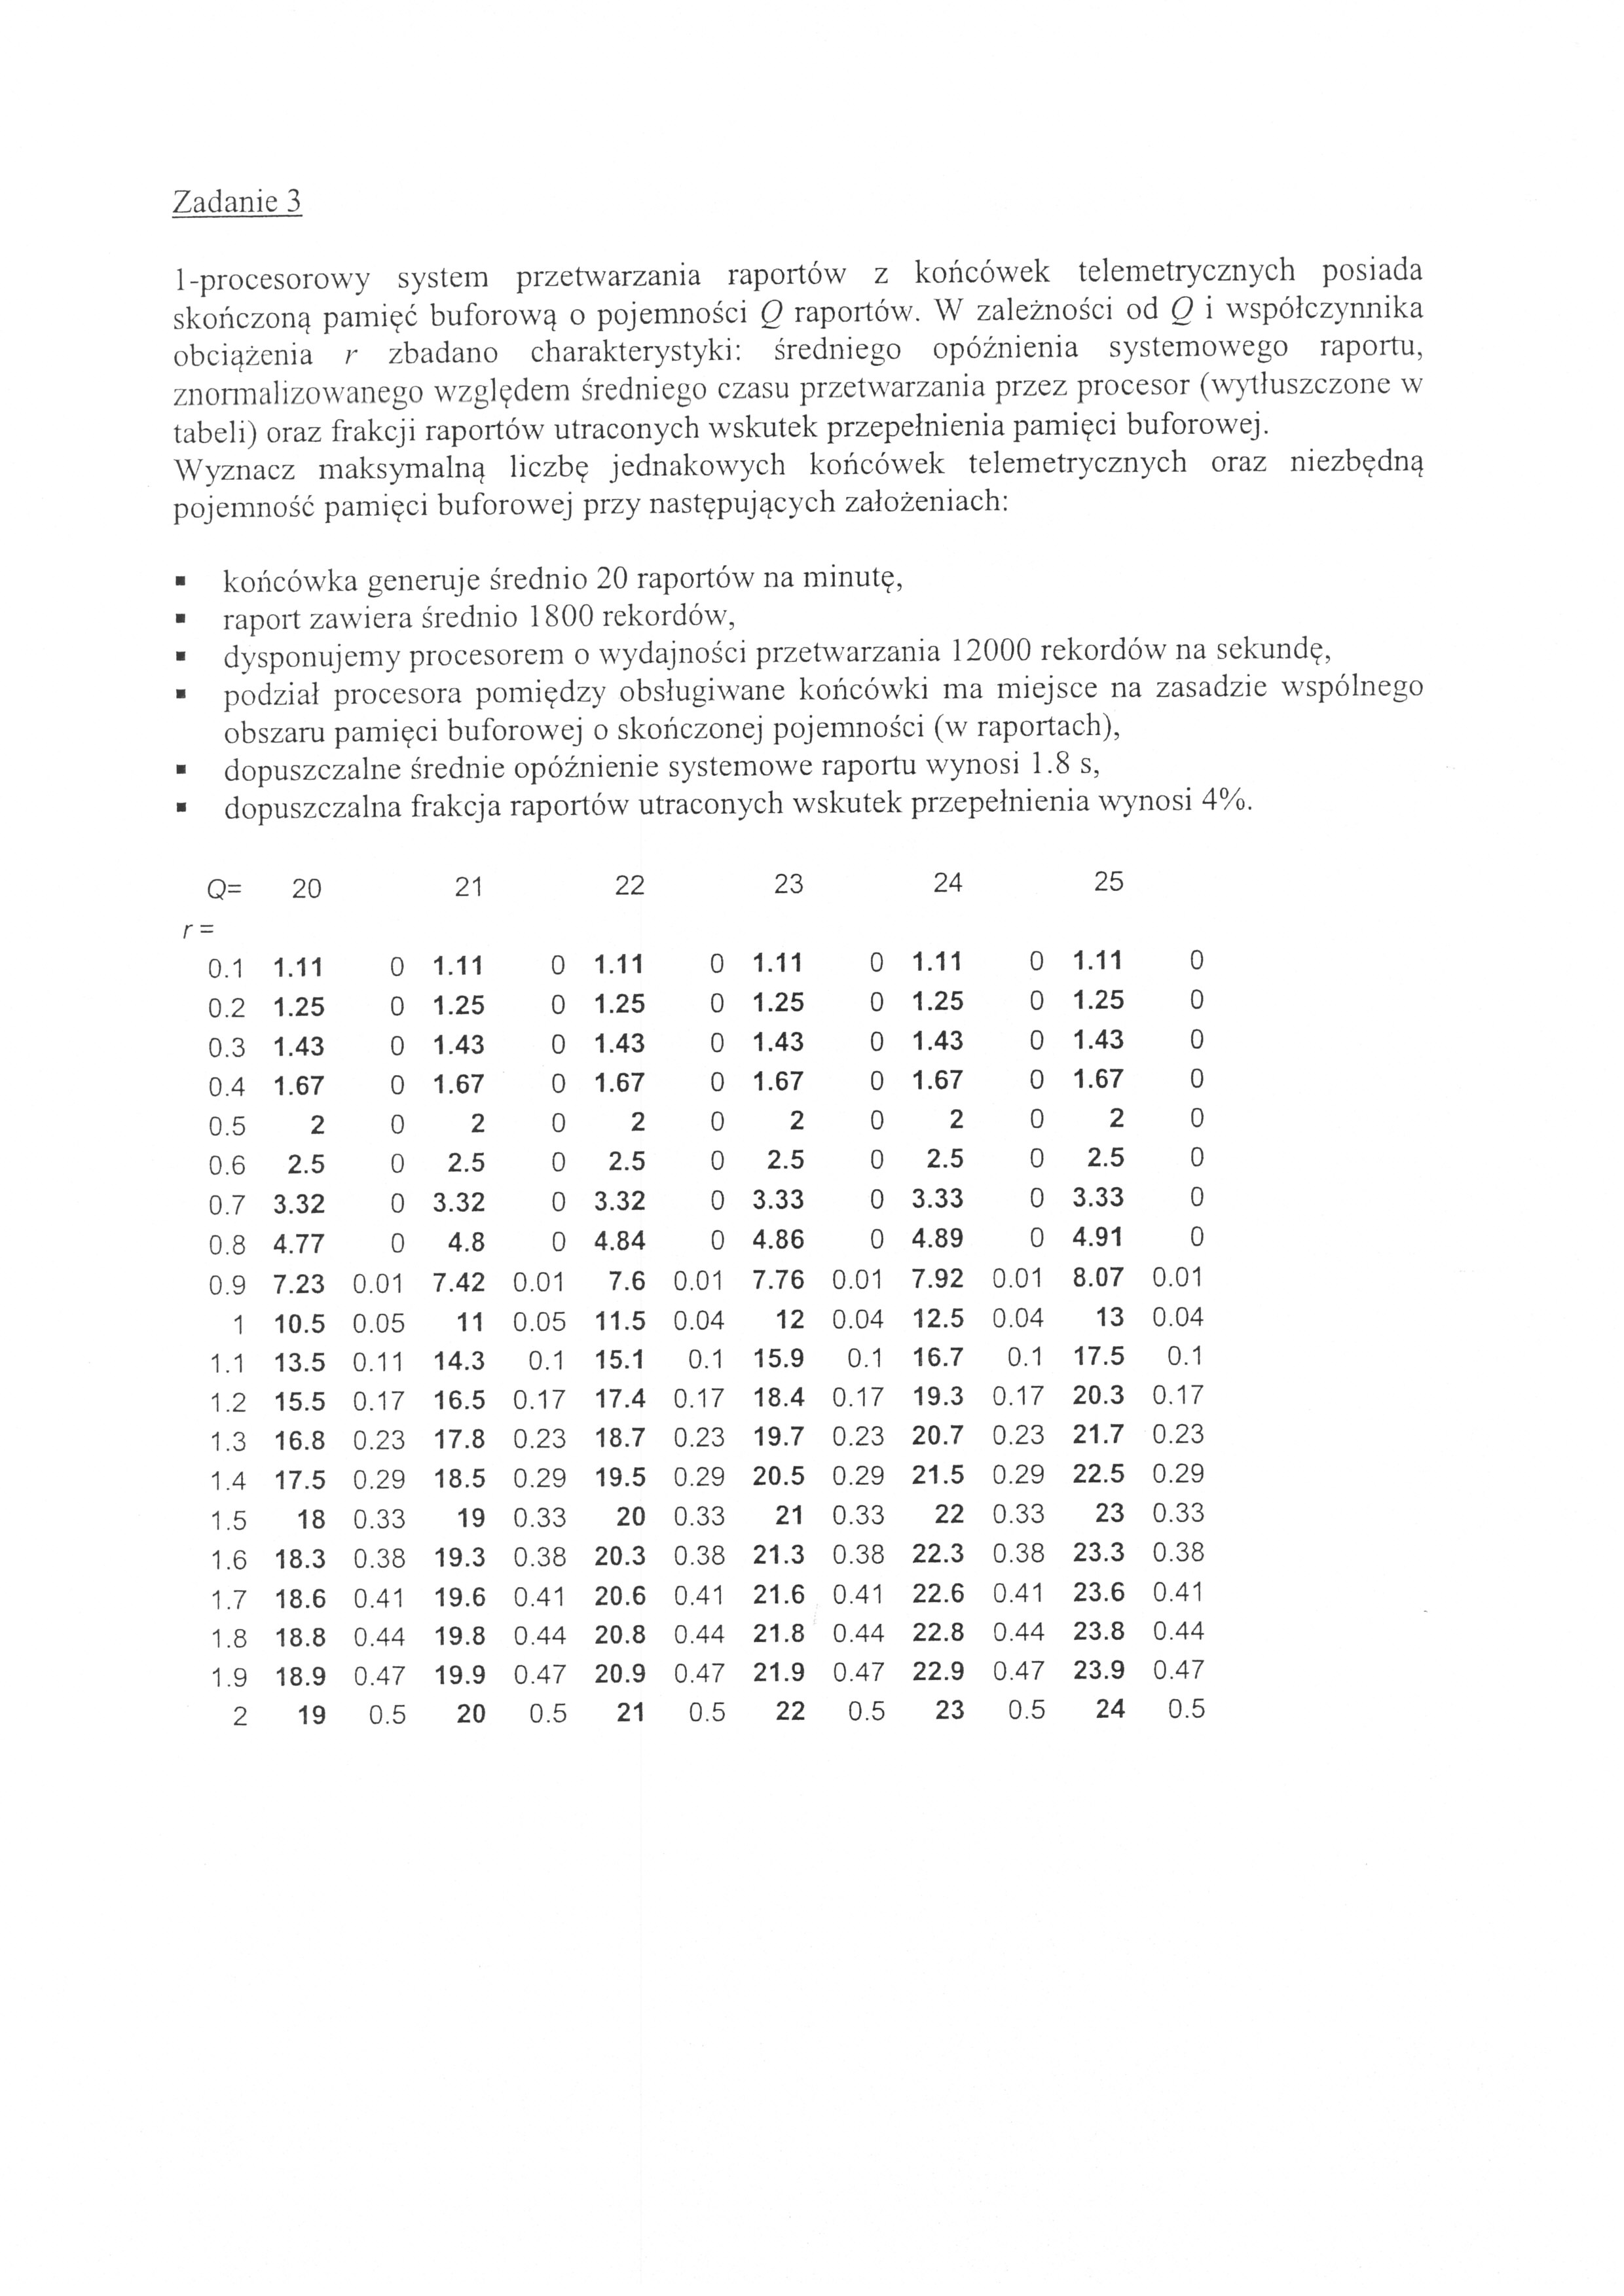 Zadanie 3
1-procesorowy system przetwarzania raportów z końcówek telemetrycznych posiada
skończoną pamięć buforową o pojemności Q raportów. W zależności od Q i współczynnika
obciążenia r zbadano charakterystyki: średniego opóźnienia systemowego raportu,
znormalizowanego względem średniego czasu przetwarzania przez procesor (wytłuszczone w
tabeli) oraz frakcji raportów utraconych wskutek przepełnienia pamięci buforowej.
Wyznacz maksymalną liczbę jednakowych końcówek telemetrycznych oraz niezbędną
pojemność pamięci buforowej przy następujących założeniach:
▪ końcówka generuje średnio 20 raportów na minutę,
▪ raport zawiera średnio 1800 rekordów,
▪ dysponujemy procesorem o wydajności przetwarzania 12000 rekordów na sekundę,
▪ podział procesora pomiędzy obsługiwane końcówki ma miejsce na zasadzie wspólnego
obszaru pamięci buforowej o skończonej pojemności (w raportach),
▪ dopuszczalne średnie opóźnienie systemowe raportu wynosi 1.8 s,
▪ dopuszczalna frakcja raportów utraconych wskutek przepełnienia wynosi 4%.
Q= 20 21 22 23 24 25
r =
0.1 1.11 0 1.11 0 1.11 0 1.11 0 1.11 0 1.11 0
0.2 1.25 0 1.25 0 1.25 0 1.25 0 1.25 0 1.25 0
0.3 1.43 0 1.43 0 1.43 0 1.43 0 1.43 0 1.43 0
0.4 1.67 0 1.67 0 1.67 0 1.67 0 1.67 0 1.67 0
0.5 2 0 2 0 2 0 2 0 2 0 2 0
0.6 2.5 0 2.5 0 2.5 0 2.5 0 2.5 0 2.5 0
0.7 3.32 0 3.32 0 3.32 0 3.33 0 3.33 0 3.33 0
0.8 4.77 0 4.8 0 4.84 0 4.86 0 4.89 0 4.91 0
0.9 7.23 0.01 7.42 0.01 7.6 0.01 7.76 0.01 7.92 0.01 8.07 0.01
1 10.5 0.05 11 0.05 11.5 0.04 12 0.04 12.5 0.04 13 0.04
1.1 13.5 0.11 14.3 0.1 15.1 0.1 15.9 0.1 16.7 0.1 17.5 0.1
1.2 15.5 0.17 16.5 0.17 17.4 0.17 18.4 0.17 19.3 0.17 20.3 0.17
1.3 16.8 0.23 17.8 0.23 18.7 0.23 19.7 0.23 20.7 0.23 21.7 0.23
1.4 17.5 0.29 18.5 0.29 19.5 0.29 20.5 0.29 21.5 0.29 22.5 0.29
1.5 18 0.33 19 0.33 20 0.33 21 0.33 22 0.33 23 0.33
1.6 18.3 0.38 19.3 0.38 20.3 0.38 21.3 0.38 22.3 0.38 23.3 0.38
1.7 18.6 0.41 19.6 0.41 20.6 0.41 21.6 0.41 22.6 0.41 23.6 0.41
1.8 18.8 0.44 19.8 0.44 20.8 0.44 21.8 0.44 22.8 0.44 23.8 0.44
1.9 18.9 0.47 19.9 0.47 20.9 0.47 21.9 0.47 22.9 0.47 23.9 0.47
2 19 0.5 20 0.5 21 0.5 22 0.5 23 0.5 24 0.5